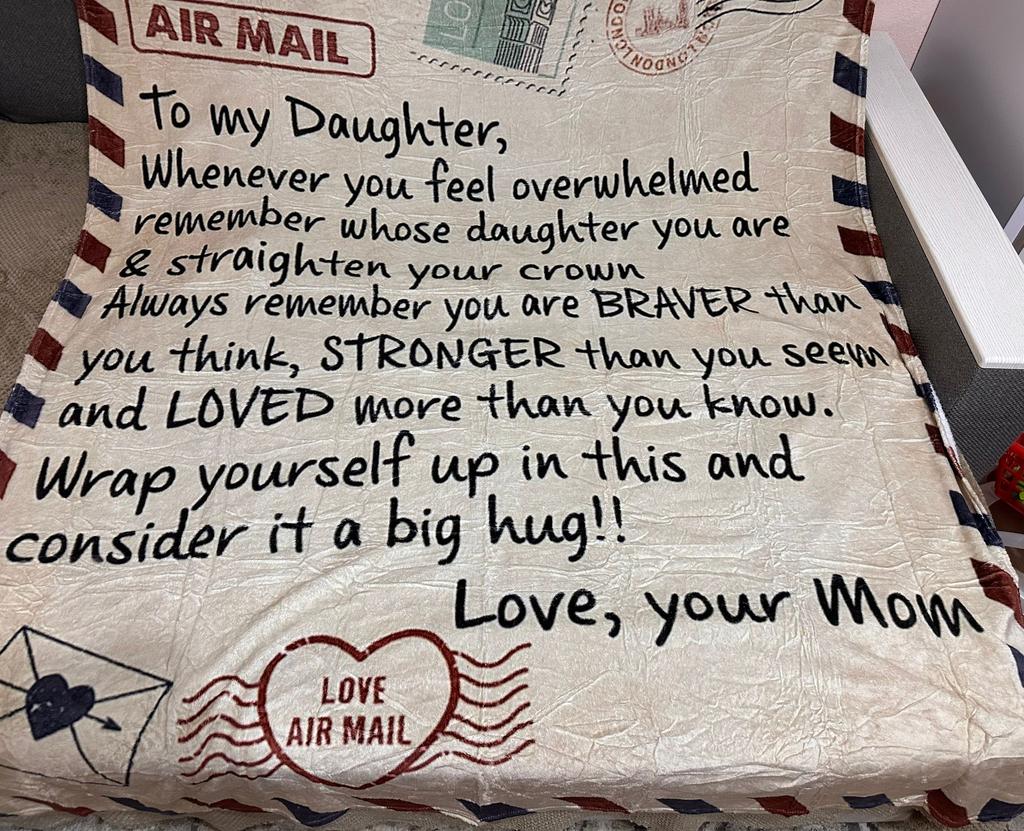 AIR MAIL
LONDON
To my Daughter,
Whenever you feel overwhelmed
remember whose daughter you are
& straighten your crown
Always remember you are BRAVER than
you think, STRONGER than you seem
and LOVED more than you know.
Wrap yourself up in this and
consider it a big hug!!
Love, your Mom
LOVE
AIR MAIL